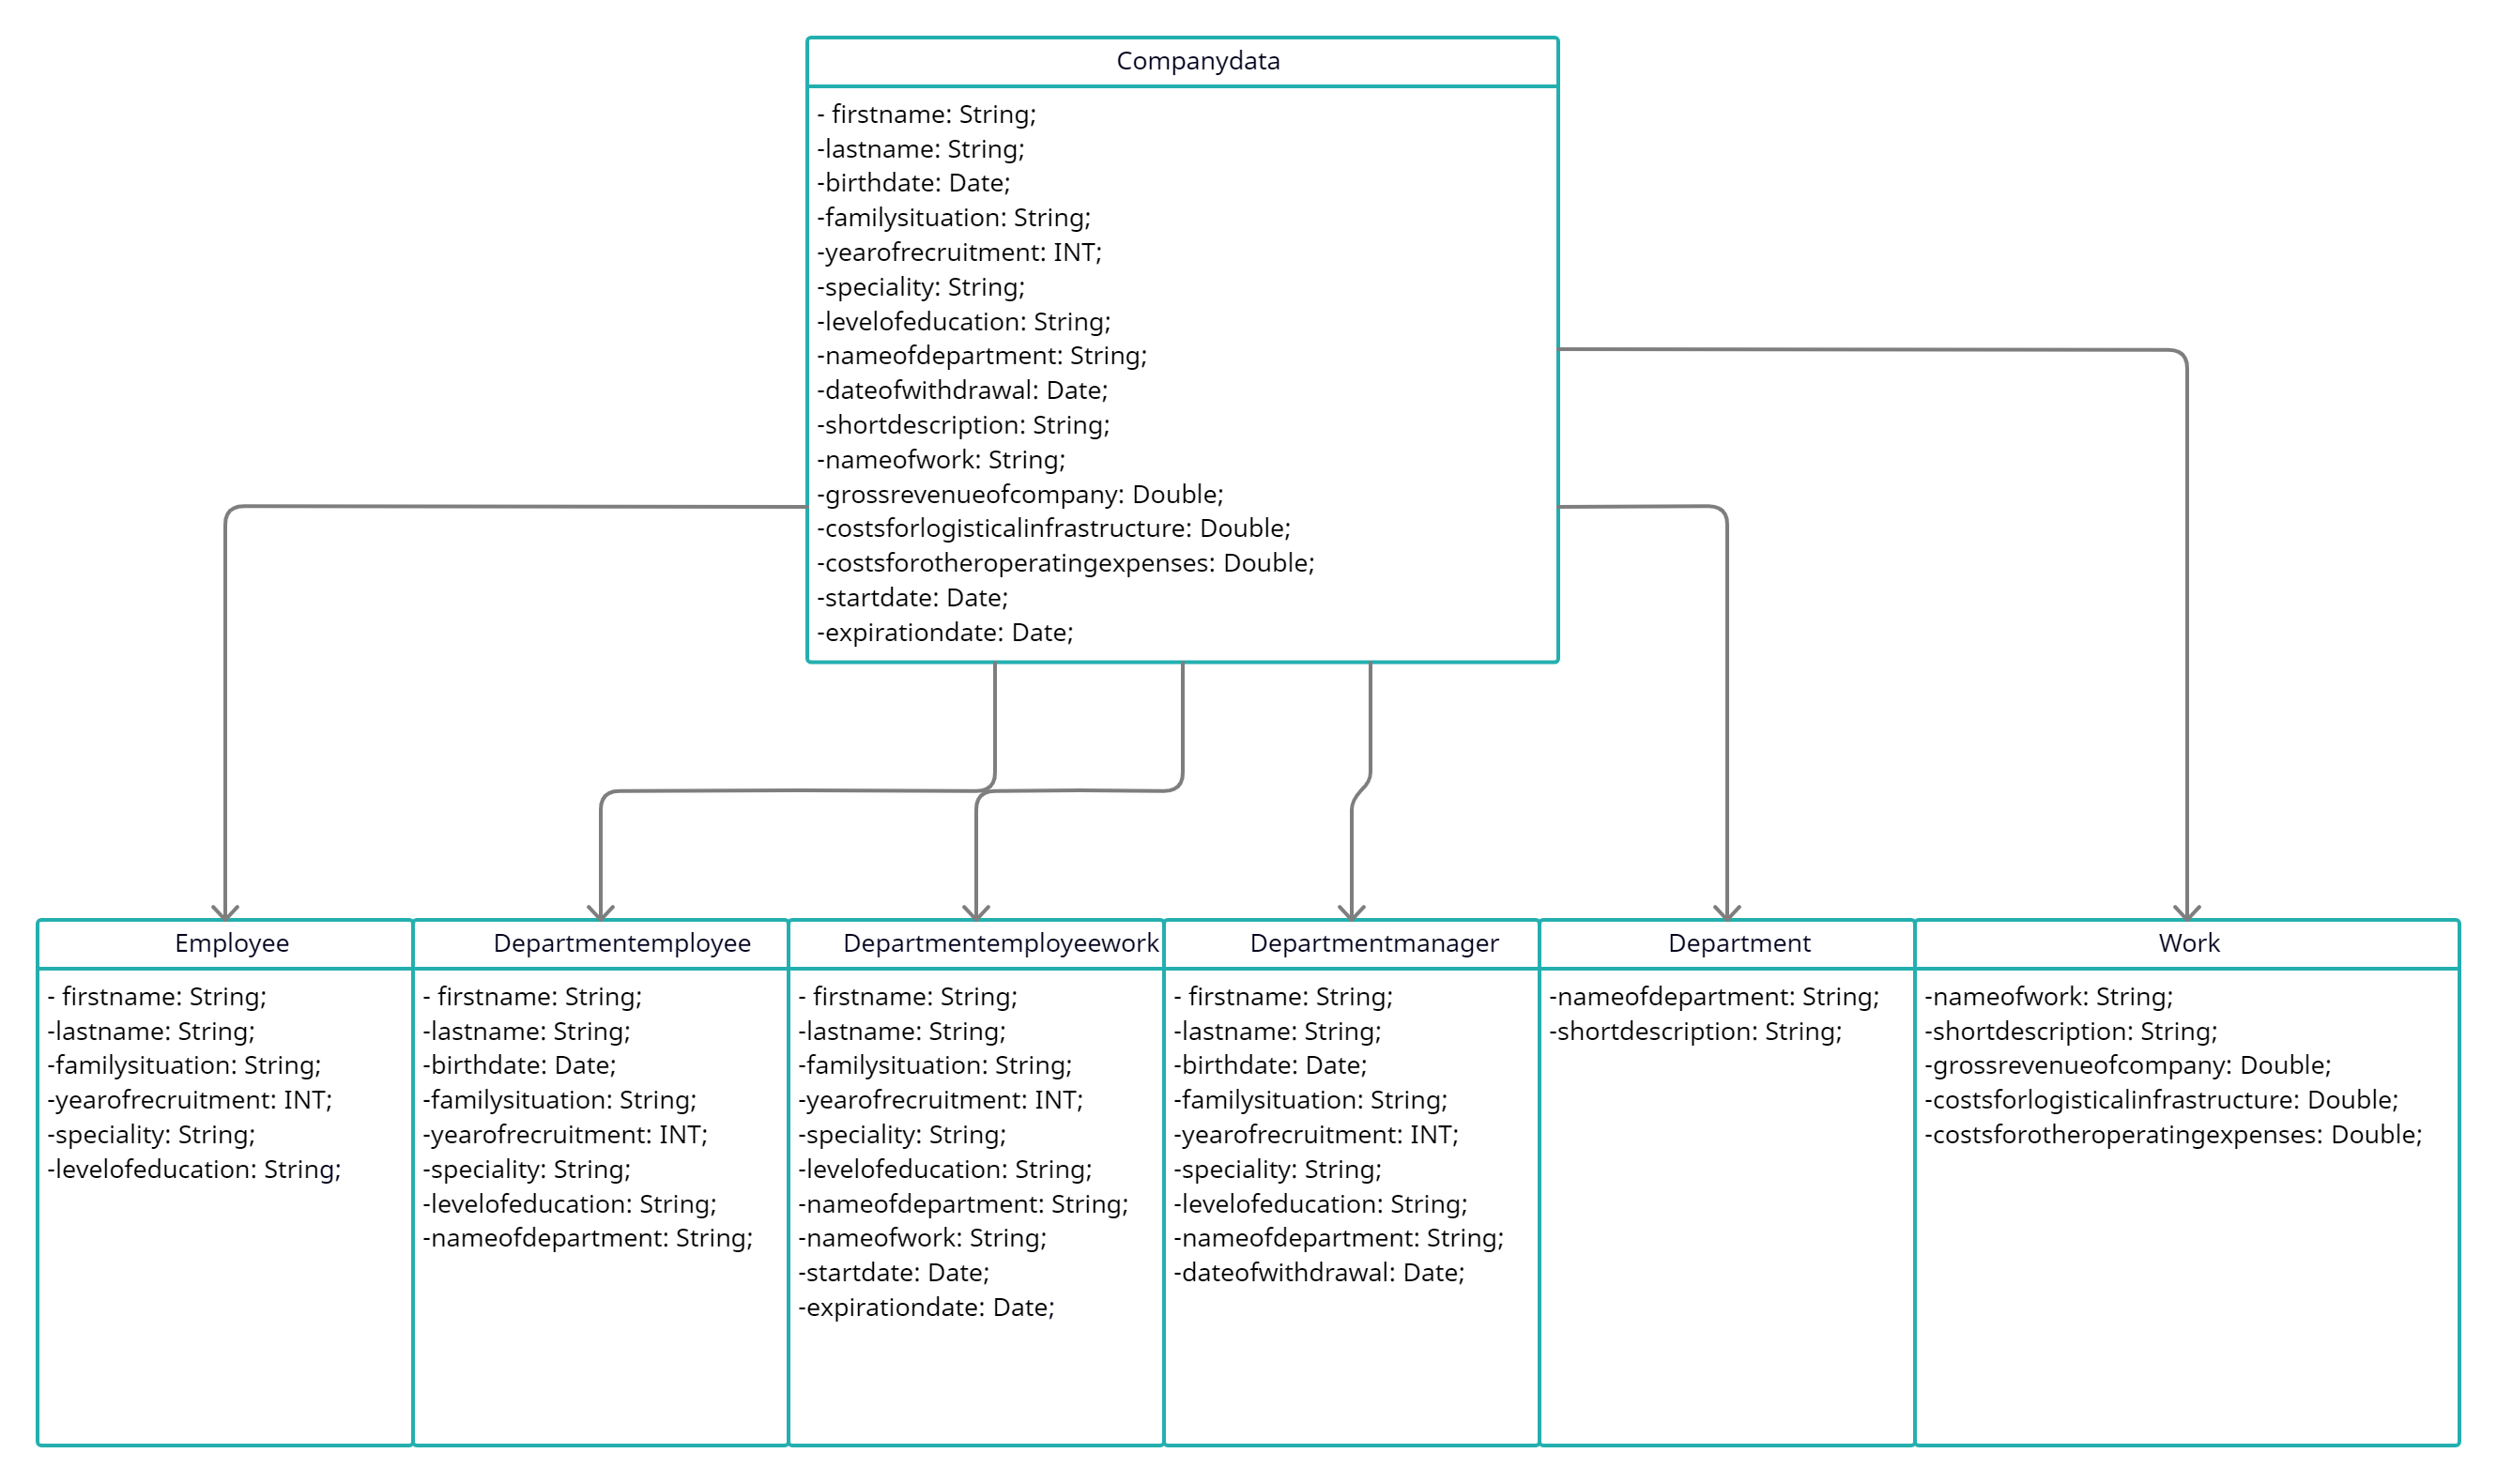 Companydata
- firstname: String;
-lastname: String;
-birthdate: Date;
-familysituation: String;
-yearofrecruitment: INT;
-speciality: String;
-levelofeducation: String;
-nameofdepartment: String;
-dateofwithdrawal: Date;
-shortdescription: String;
-nameofwork: String;
-grossrevenueofcompany: Double;
-costsforlogisticalinfrastructure: Double;
-costsforotheroperatingexpenses: Double;
-startdate: Date;
-expirationdate: Date;
Employee
- firstname: String;
-lastname: String;
-familysituation: String;
-yearofrecruitment: INT;
-speciality: String;
-levelofeducation: String;
Departmentemployee
- firstname: String;
-lastname: String;
-birthdate: Date;
-familysituation: String;
-yearofrecruitment: INT;
-speciality: String;
-levelofeducation: String;
-nameofdepartment: String;
Departmentemployeework
- firstname: String;
-lastname: String;
-familysituation: String;
-yearofrecruitment: INT;
-speciality: String;
-levelofeducation: String;
-nameofdepartment: String;
-nameofwork: String;
-startdate: Date;
-expirationdate: Date;
Departmentmanager
- firstname: String;
-lastname: String;
-birthdate: Date;
-familysituation: String;
-yearofrecruitment: INT;
-speciality: String;
-levelofeducation: String;
-nameofdepartment: String;
-dateofwithdrawal: Date;
Department
-nameofdepartment: String;
-shortdescription: String;
Work
-nameofwork: String;
-shortdescription: String;
-grossrevenueofcompany: Double;
-costsforlogisticalinfrastructure: Double;
-costsforotheroperatingexpenses: Double;